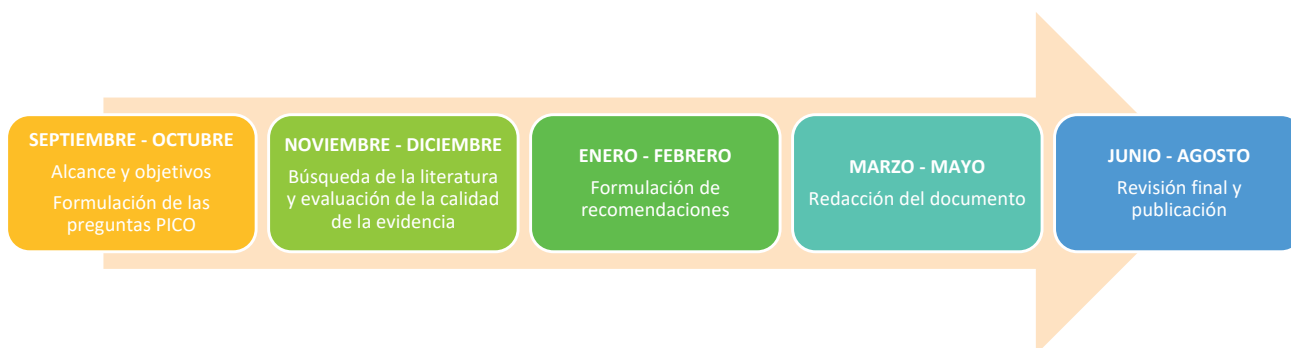 SEPTIEMBRE - OCTUBRE
Alcance y objetivos
Formulación de las
preguntas PICO
NOVIEMBRE - DICIEMBRE
Búsqueda de la literatura
y evaluación de la calidad
de la evidencia
ENERO - FEBRERO
Formulación de
recomendaciones
MARZO - MAYO
Redacción del documento
JUNIO - AGOSTO
Revisión final y
publicación